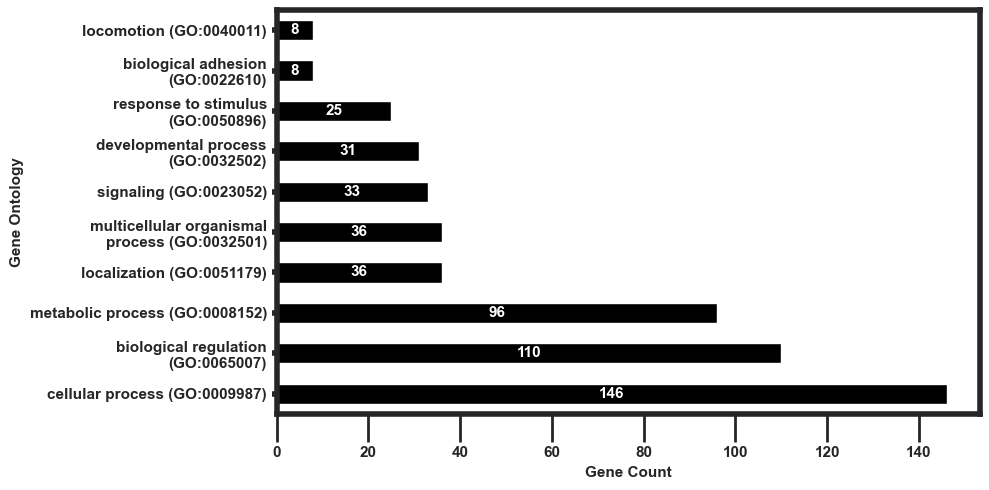 locomotion (GO:0040011)
8
biological adhesion
(GO:0022610)
8
response to stimulus
(GO:0050896)
25
developmental process
(GO:0032502)
31
signaling (GO:0023052)
33
multicellular organismal
process (GO:0032501)
36
localization (GO:0051179)
36
metabolic process (GO:0008152)
96
biological regulation
(GO:0065007)
110
cellular process (GO:0009987)
146
Gene Ontology
0 20 40 60 80 100 120 140
Gene Count